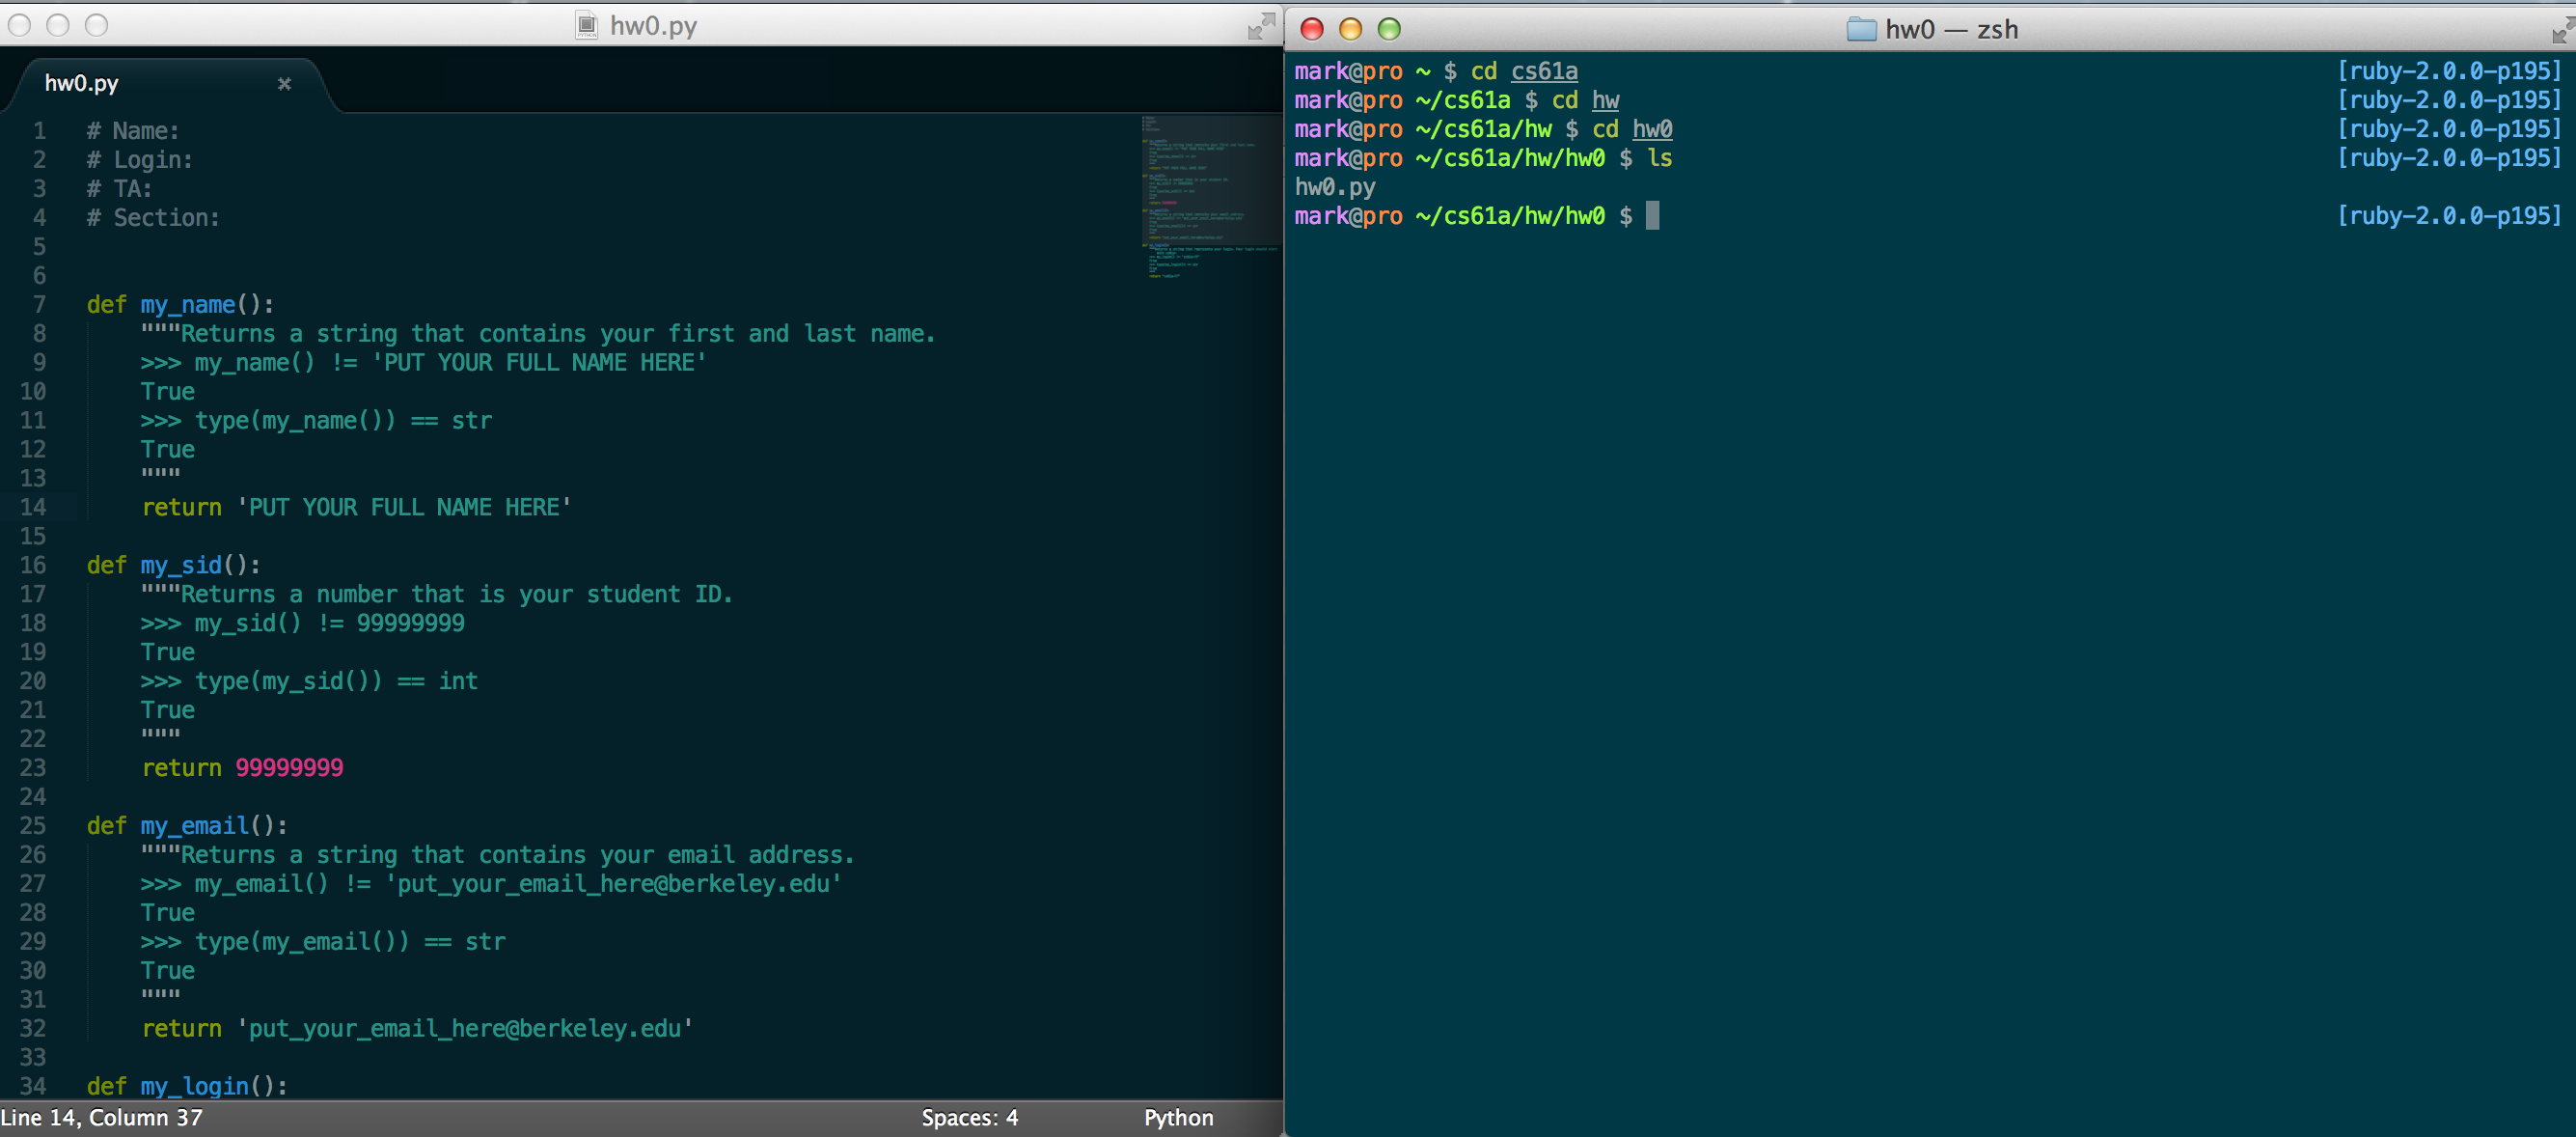 hw0.py
hw0.py
1 # Name:
2 # Login:
3 # TA:
4 # Section:
5
6
7 def my_name():
8     """Returns a string that contains your first and last name.
9     >>> my_name() != 'PUT YOUR FULL NAME HERE'
10     True
11     >>> type(my_name()) == str
12     True
13     """
14     return 'PUT YOUR FULL NAME HERE'
15
16 def my_sid():
17     """Returns a number that is your student ID.
18     >>> my_sid() != 99999999
19     True
20     >>> type(my_sid()) == int
21     True
22     """
23     return 99999999
24
25 def my_email():
26     """Returns a string that contains your email address.
27     >>> my_email() != 'put_your_email_here@berkeley.edu'
28     True
29     >>> type(my_email()) == str
30     True
31     """
32     return 'put_your_email_here@berkeley.edu'
33
34 def my_login():
Line 14, Column 37 Spaces: 4 Python
hw0 — zsh
mark@pro ~ $ cd cs61a [ruby-2.0.0-p195]
mark@pro ~/cs61a $ cd hw [ruby-2.0.0-p195]
mark@pro ~/cs61a/hw $ cd hw0 [ruby-2.0.0-p195]
mark@pro ~/cs61a/hw/hw0 $ ls [ruby-2.0.0-p195]
hw0.py
mark@pro ~/cs61a/hw/hw0 $ [ruby-2.0.0-p195]